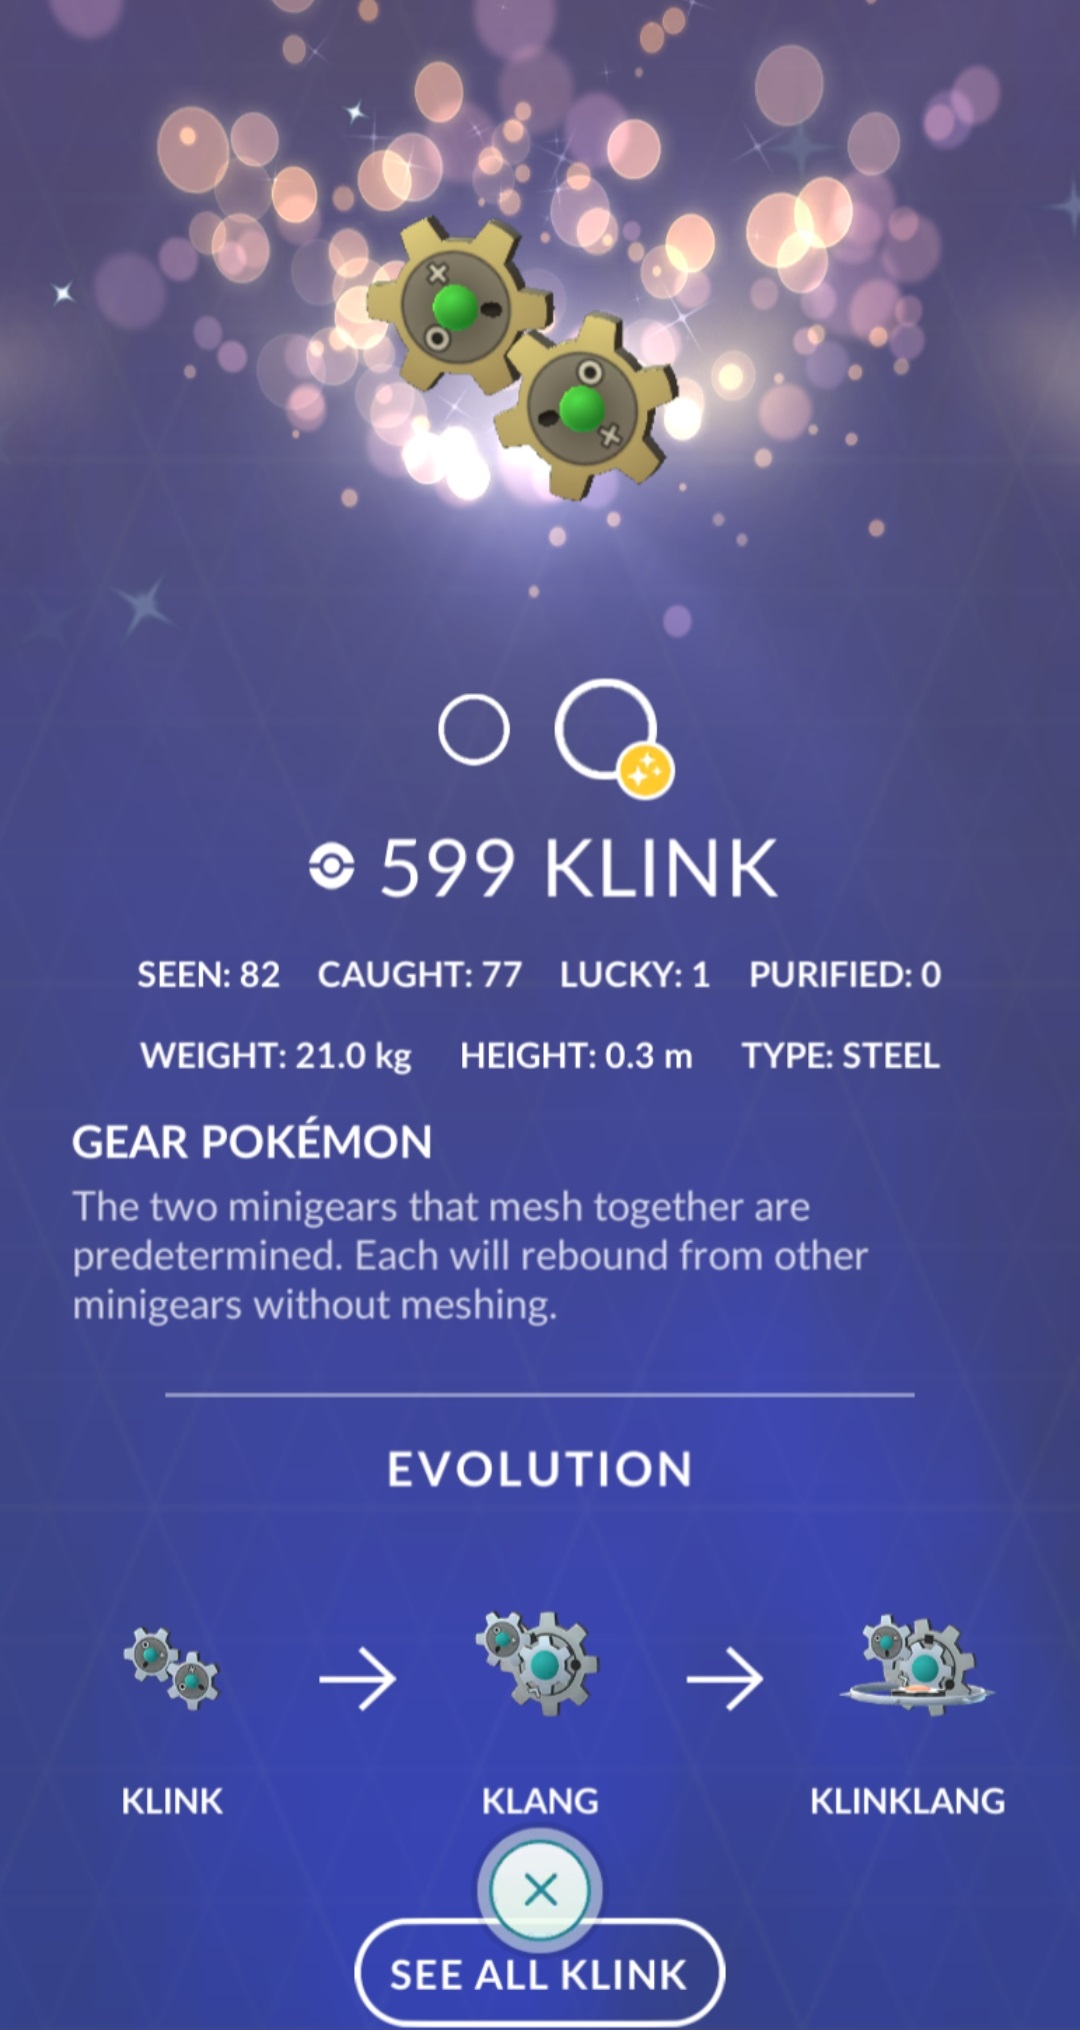 599 KLINK
SEEN: 82 CAUGHT: 77 LUCKY: 1 PURIFIED: 0
WEIGHT: 21.0 kg HEIGHT: 0.3 m TYPE: STEEL
GEAR POKÉMON
The two minigears that mesh together are
predetermined. Each will rebound from other
minigears without meshing.
EVOLUTION
KLINK KLANG KLINKLANG
SEE ALL KLINK